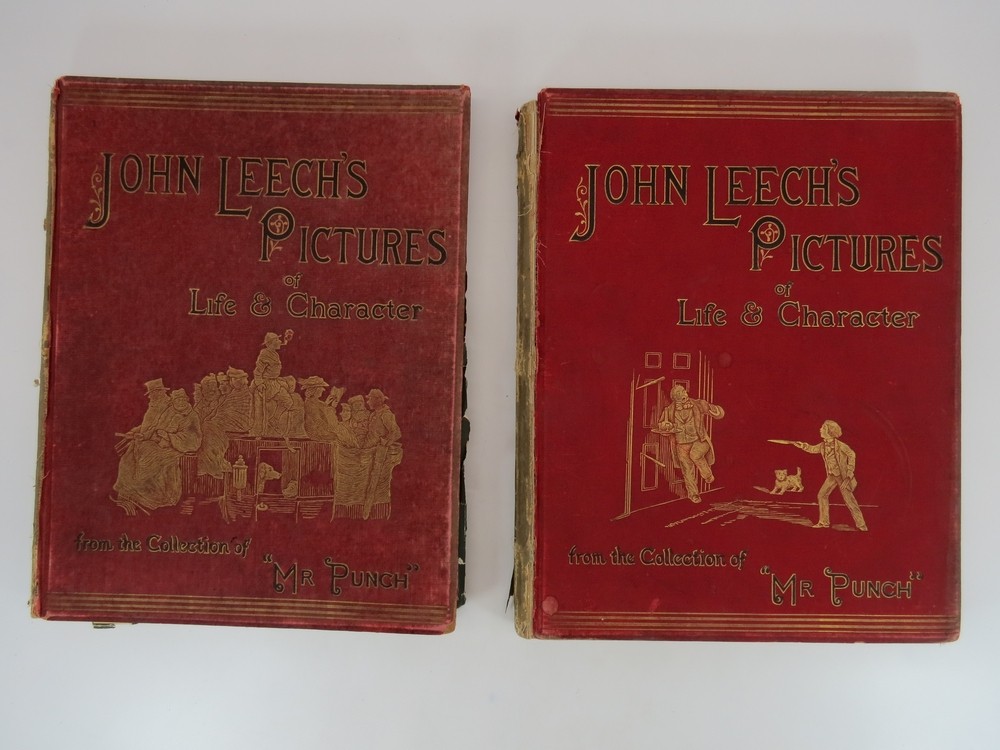 JOHN LEECH'S
PICTURES
of
Life & Character
from the Collection of
"MR PUNCH"
JOHN LEECH'S
PICTURES
of
Life & Character
from the Collection of
"MR PUNCH"